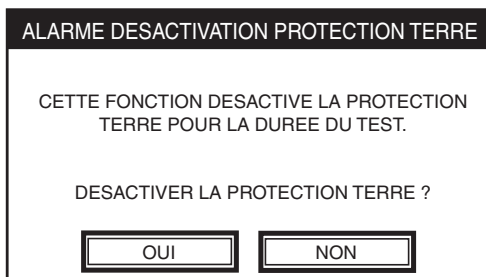 ALARME DESACTIVATION PROTECTION TERRE
CETTE FONCTION DESACTIVE LA PROTECTION
TERRE POUR LA DUREE DU TEST.
DESACTIVER LA PROTECTION TERRE ?
OUI
NON